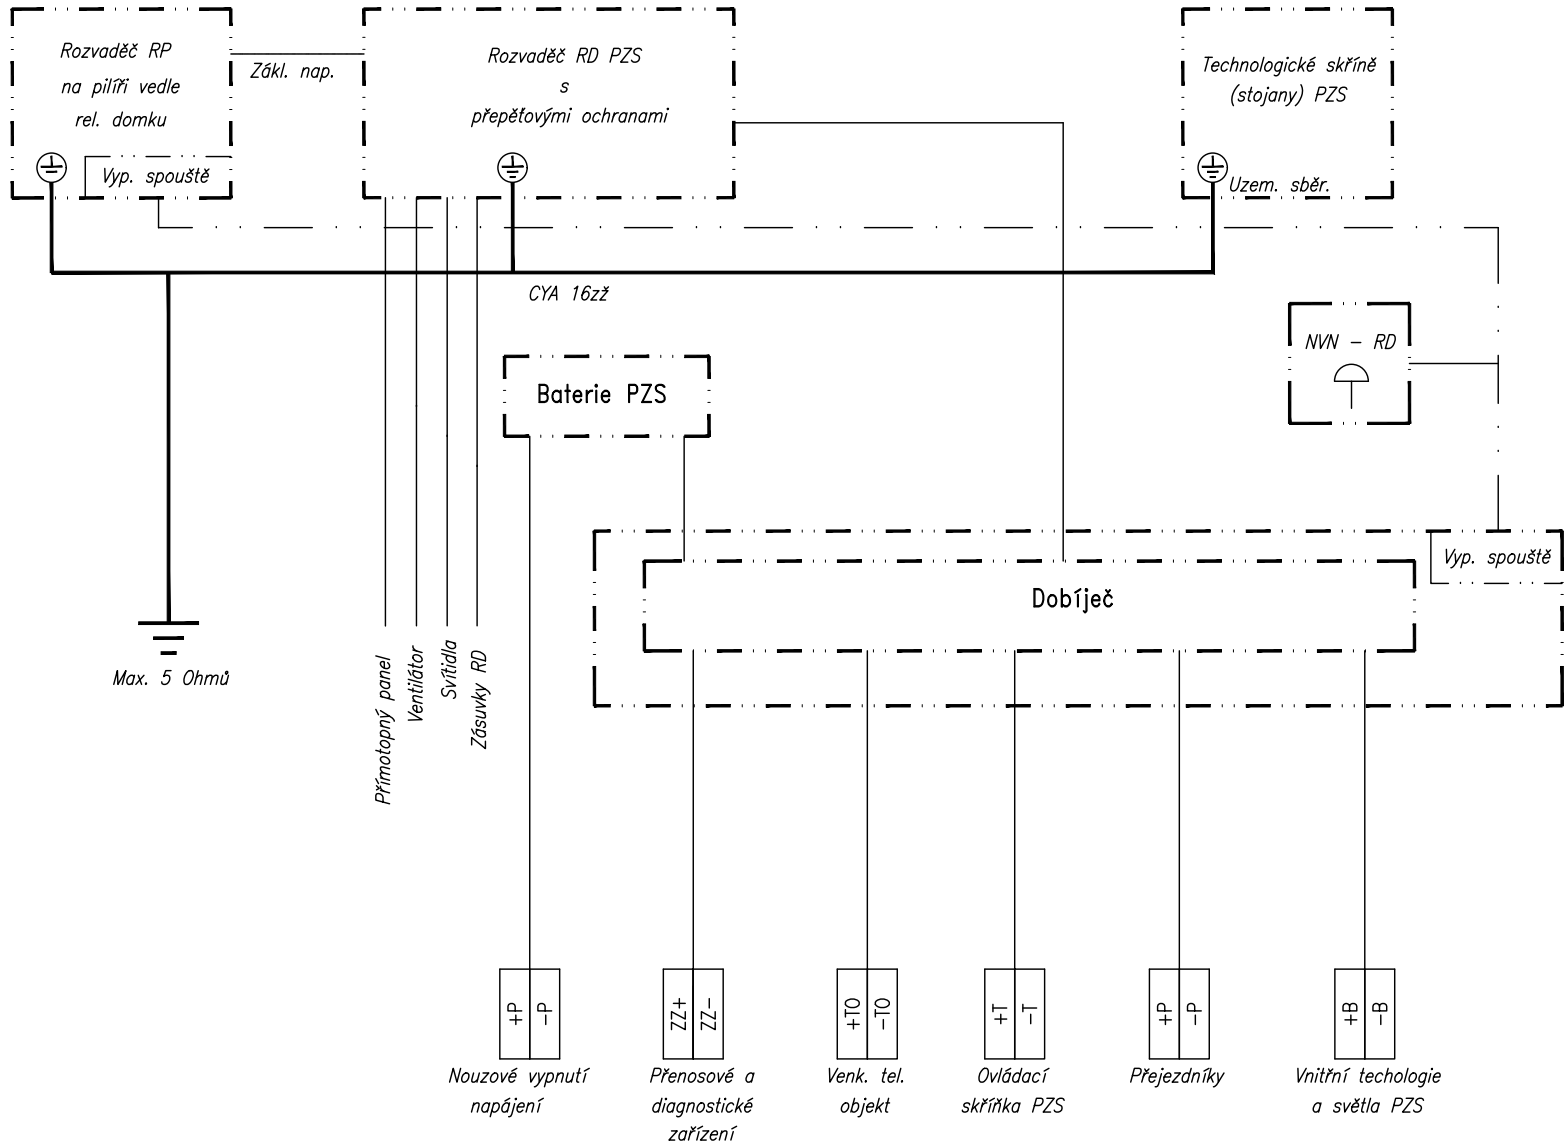 Rozvaděč RP
na pilíři vedle
rel. domku
Vyp. spouště
Zákl. nap.
Rozvaděč RD PZS
s
přepěťovými ochranami
Technologické skříně
(stojany) PZS
Uzem. sběr.
CYA 16zž
NVN – RD
Baterie PZS
Vyp. spouště
Dobíječ
Max. 5 Ohmů
Přímotopný panel
Ventilátor
Svítidla
Zásuvky RD
+P
-P
ZZ+
ZZ-
+TO
-TO
+T
-T
+P
-P
+B
-B
Nouzové vypnutí
napájení
Přenosové a
diagnostické
zařízení
Venk. tel.
objekt
Ovládací
skříňka PZS
Přejezdníky
Vnitřní techologie
a světla PZS